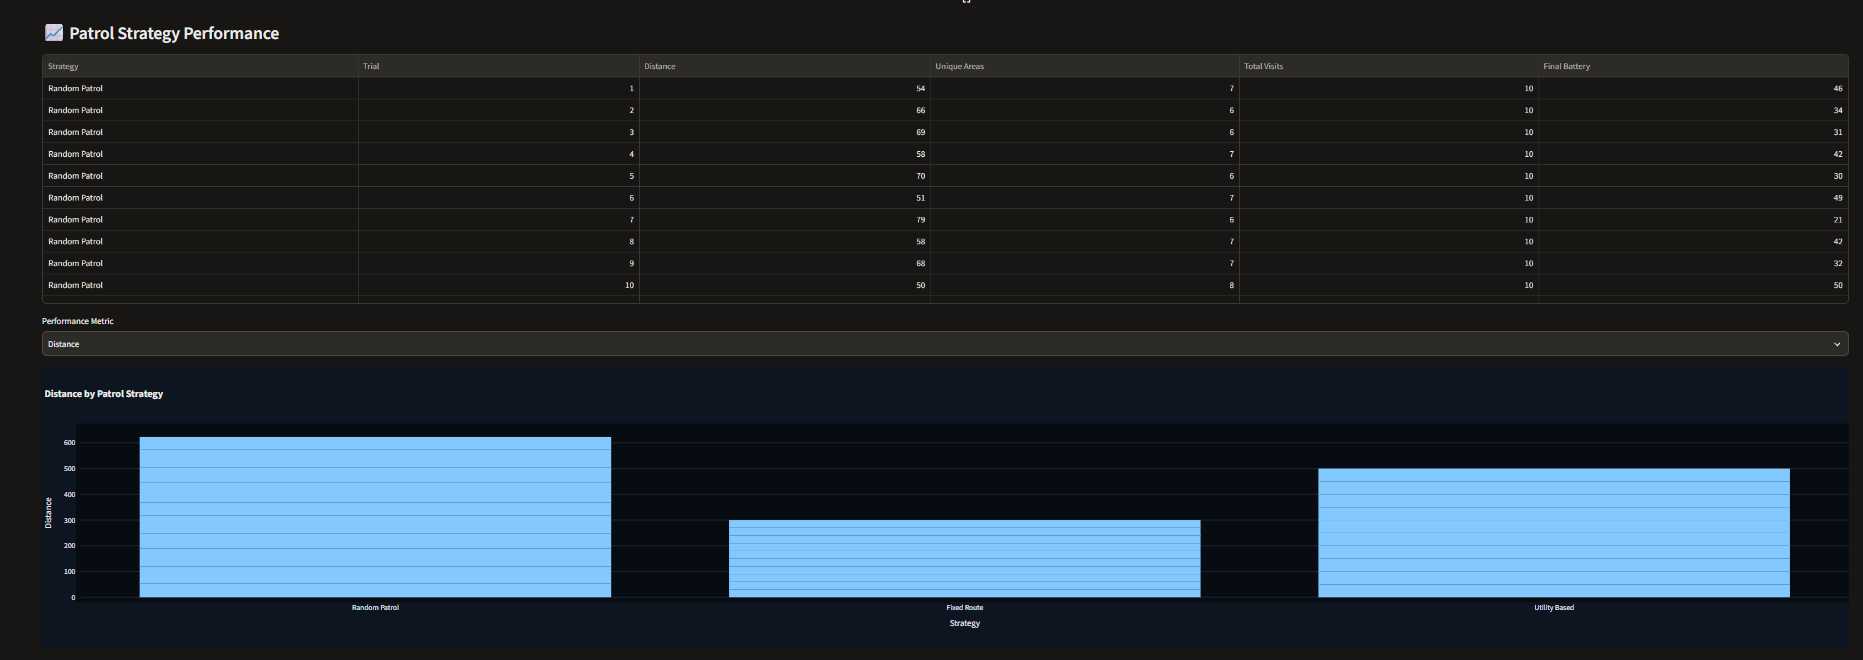 Patrol Strategy Performance
Strategy Trial Distance Unique Areas Total Visits Final Battery
Random Patrol 1 54 7 10 46
Random Patrol 2 66 6 10 34
Random Patrol 3 69 6 10 31
Random Patrol 4 58 7 10 42
Random Patrol 5 70 6 10 30
Random Patrol 6 51 7 10 49
Random Patrol 7 79 6 10 21
Random Patrol 8 58 7 10 42
Random Patrol 9 68 7 10 32
Random Patrol 10 50 8 10 50
Performance Metric
Distance
Distance by Patrol Strategy
600
500
400
300
200
100
0
Distance
Random Patrol Fixed Route Utility Based
Strategy